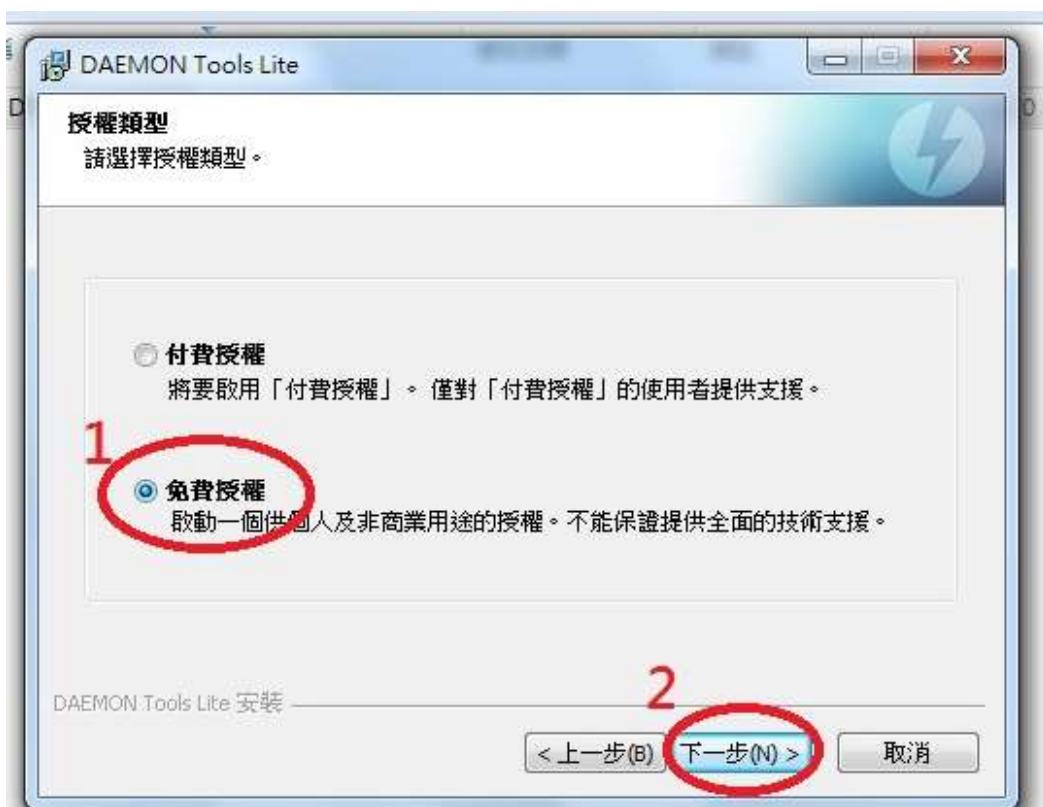 DAEMON Tools Lite
D
0
授權類型
請選擇授權類型。
付費授權
將要啟用「付費授權」。 僅對「付費授權」的使用者提供支援。
1
免費授權
啟動一個供個人及非商業用途的授權。不能保證提供全面的技術支援。
2
DAEMON Tools Lite 安裝
< 上一步(B)
下一步(N) >
取消